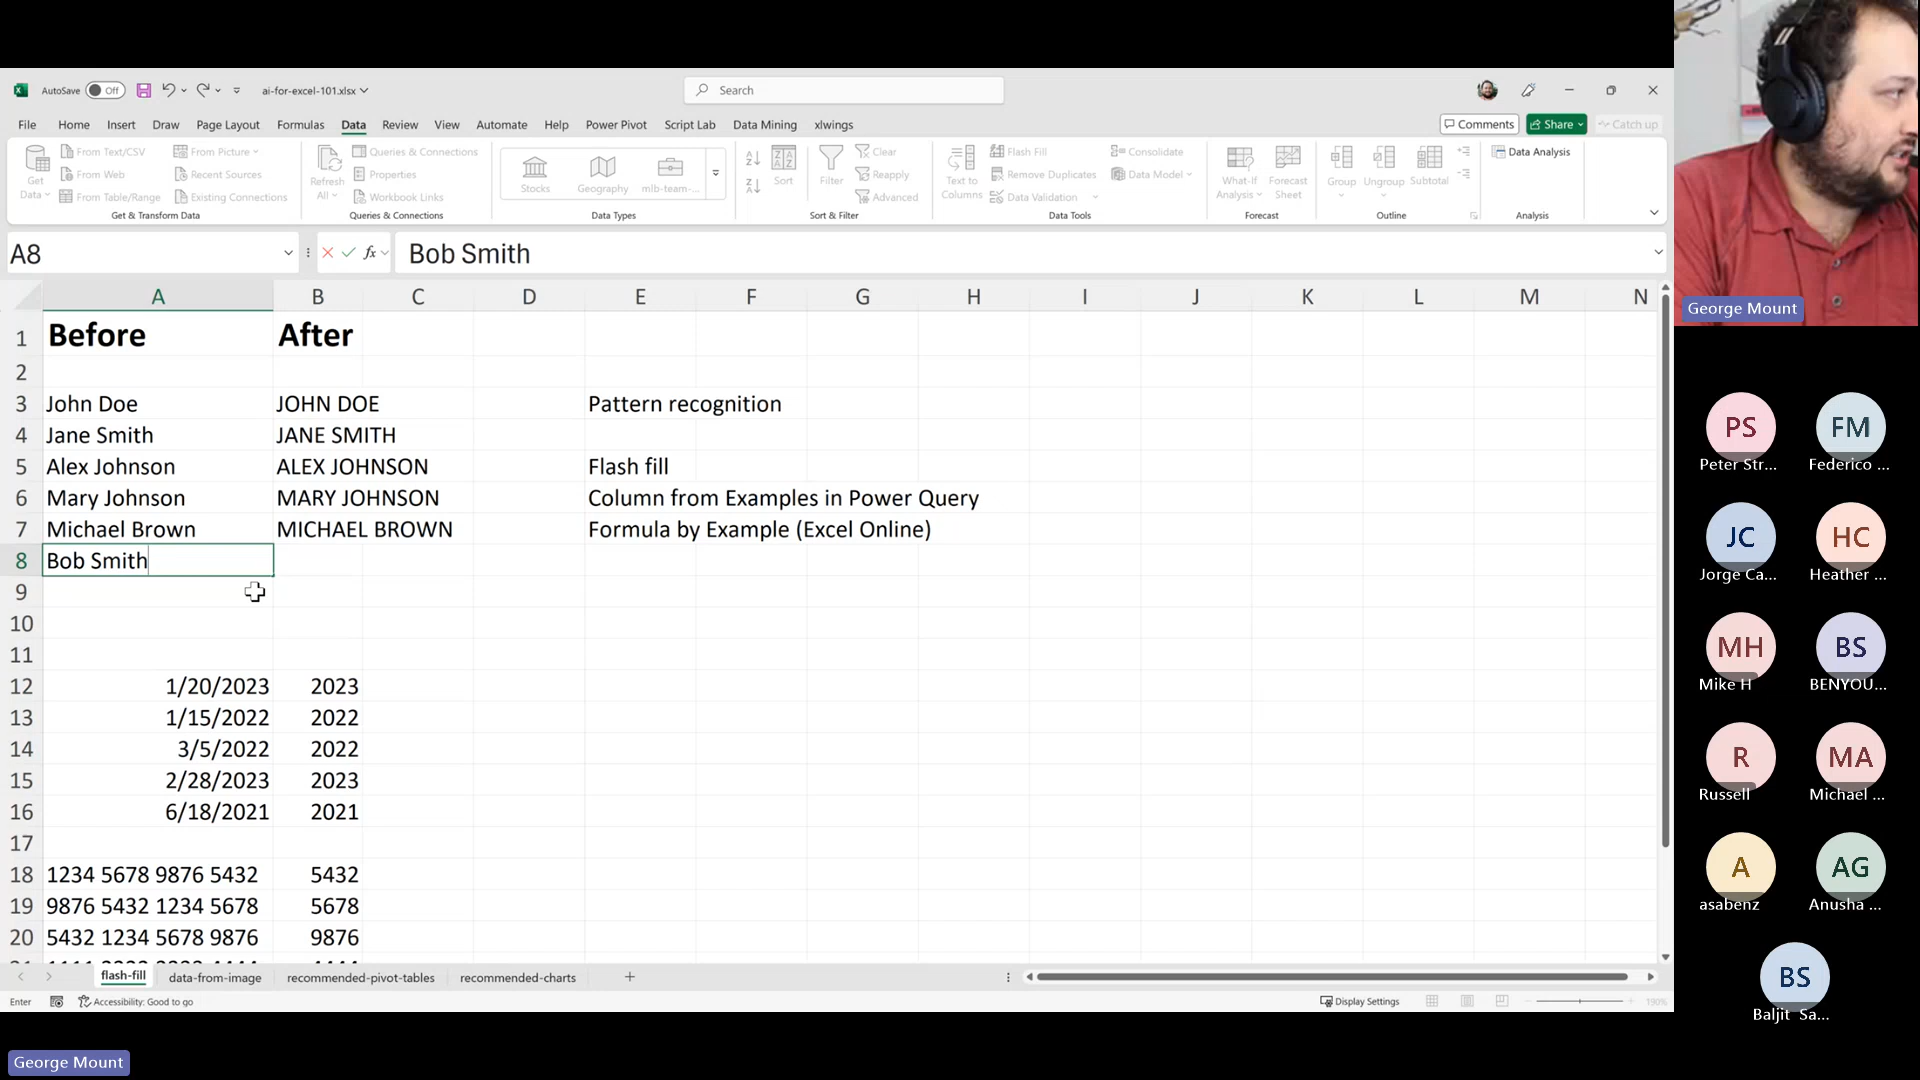 AutoSave Off ai-for-excel-101.xlsx Search
File Home Insert Draw Page Layout Formulas Data Review View Automate Help Power Pivot Script Lab Data Mining xlwings Comments Share Catch up
Get Data
From Text/CSV
From Web
From Table/Range
From Picture
Recent Sources
Existing Connections
Get & Transform Data
Refresh All
Queries & Connections
Properties
Workbook Links
Queries & Connections
Stocks Geography mlb-team-...
Data Types
Sort
Filter
Clear
Reapply
Advanced
Sort & Filter
Text to Columns
Flash Fill
Remove Duplicates
Data Validation
Consolidate
Data Model
Data Tools
What-If Analysis
Forecast Sheet
Forecast
Group Ungroup Subtotal
Outline
Data Analysis
Analysis
A8 fx Bob Smith
A B C D E F G H I J K L M N
1 Before After
2
3 John Doe JOHN DOE Pattern recognition
4 Jane Smith JANE SMITH
5 Alex Johnson ALEX JOHNSON Flash fill
6 Mary Johnson MARY JOHNSON Column from Examples in Power Query
7 Michael Brown MICHAEL BROWN Formula by Example (Excel Online)
8 Bob Smith
9
10
11
12 1/20/2023 2023
13 1/15/2022 2022
14 3/5/2022 2022
15 2/28/2023 2023
16 6/18/2021 2021
17
18 1234 5678 9876 5432 5432
19 9876 5432 1234 5678 5678
20 5432 1234 5678 9876 9876
flash-fill data-from-image recommended-pivot-tables recommended-charts
Enter Accessibility: Good to go Display Settings 190%
George Mount
George Mount
PS FM
Peter Str... Federico ...
JC HC
Jorge Ca... Heather ...
MH BS
Mike H BENYOU...
R MA
Russell Michael ...
A AG
asabenz Anusha ...
BS
Baljit Sa...